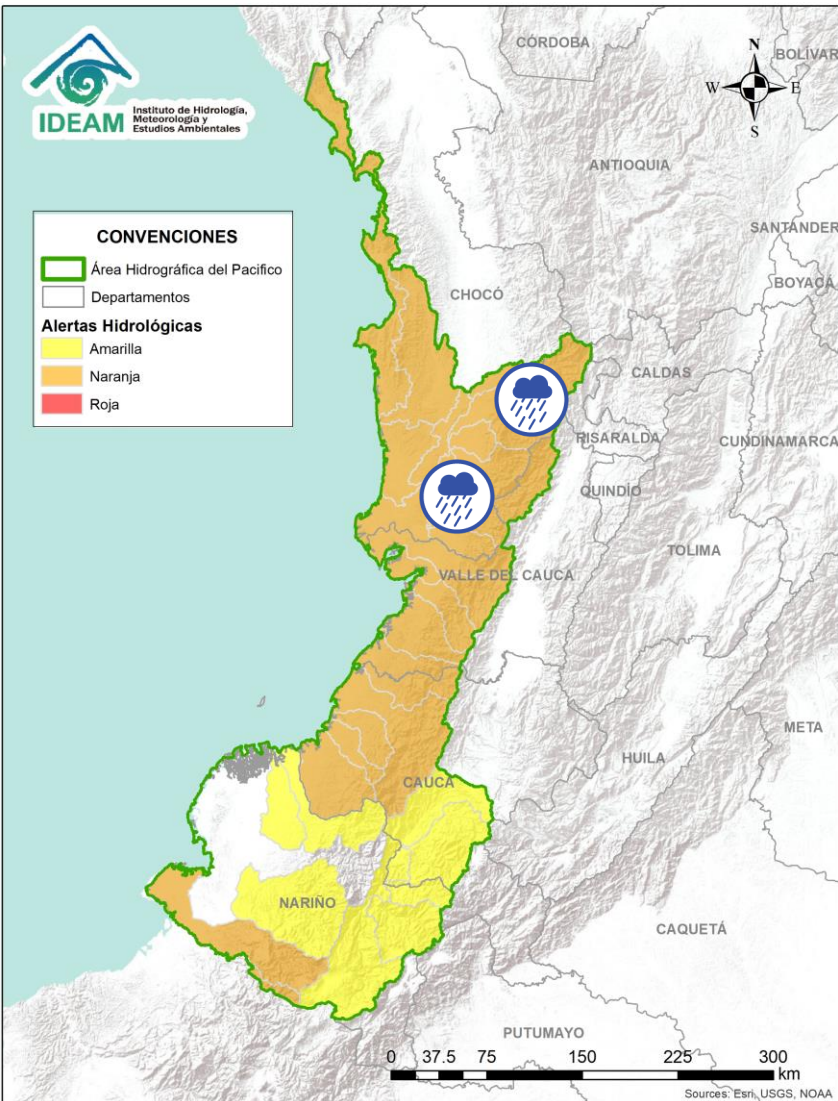 IDEAM
Instituto de Hidrología,
Meteorología y
Estudios Ambientales
N
W
E
S
CONVENCIONES
Área Hidrográfica del Pacifico
Departamentos
Alertas Hidrológicas
Amarilla
Naranja
Roja
CÓRDOBA
BOLÍVAR
ANTIOQUIA
SANTANDER
BOYACÁ
CHOCÓ
CALDAS
RISARALDA
CUNDINAMARCA
QUINDÍO
TOLIMA
VALLE DEL CAUCA
META
HUILA
CAUCA
NARIÑO
CAQUETÁ
PUTUMAYO
0 37.5 75 150 225 300
km
Sources: Esri, USGS, NOAA